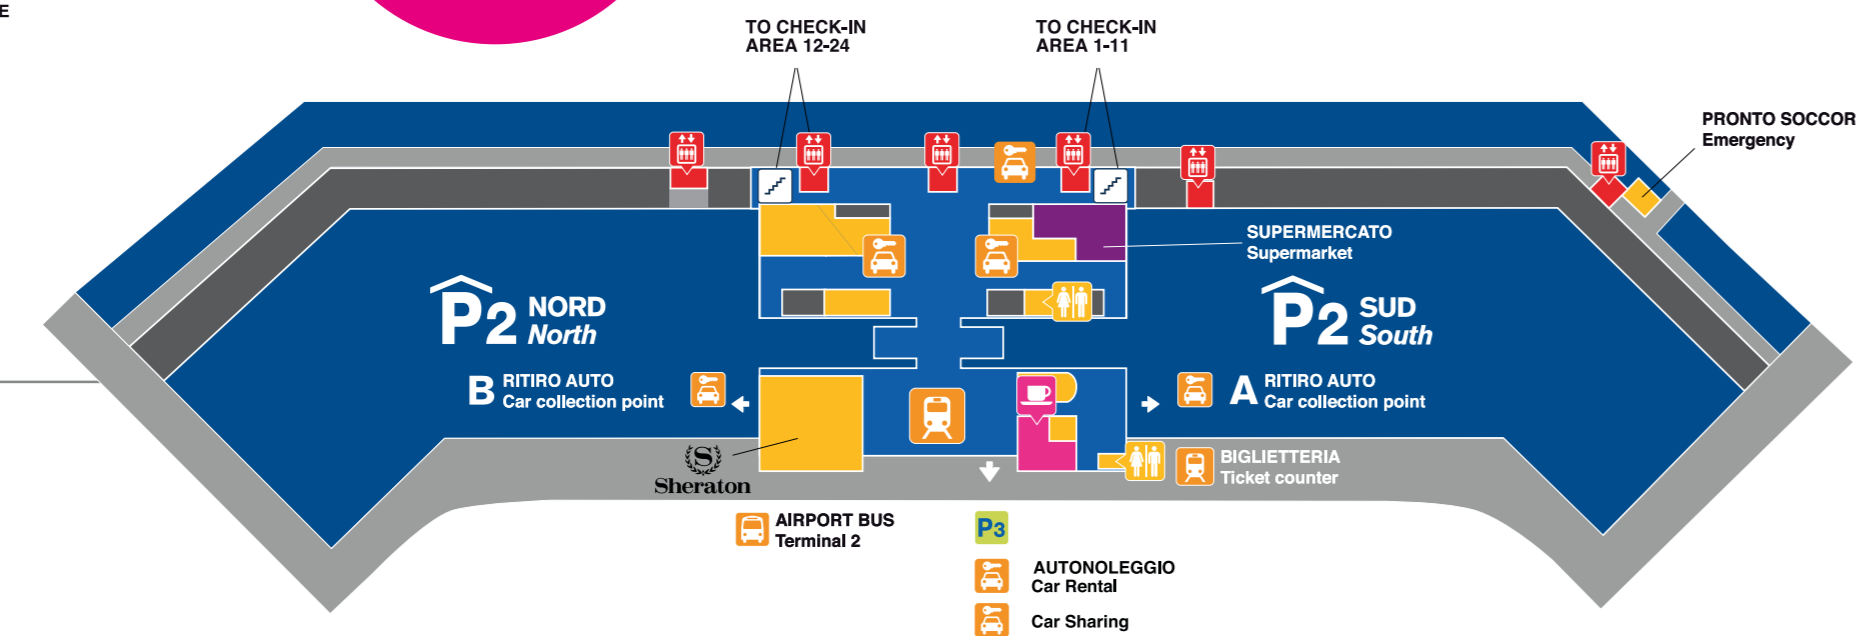 E
TO CHECK-IN
AREA 12-24
TO CHECK-IN
AREA 1-11
PRONTO SOCCOR
Emergency
SUPERMERCATO
Supermarket
P2 NORD
North
P2 SUD
South
B RITIRO AUTO
Car collection point
A RITIRO AUTO
Car collection point
S
Sheraton
BIGLIETTERIA
Ticket counter
AIRPORT BUS
Terminal 2
P3
AUTONOLEGGIO
Car Rental
Car Sharing